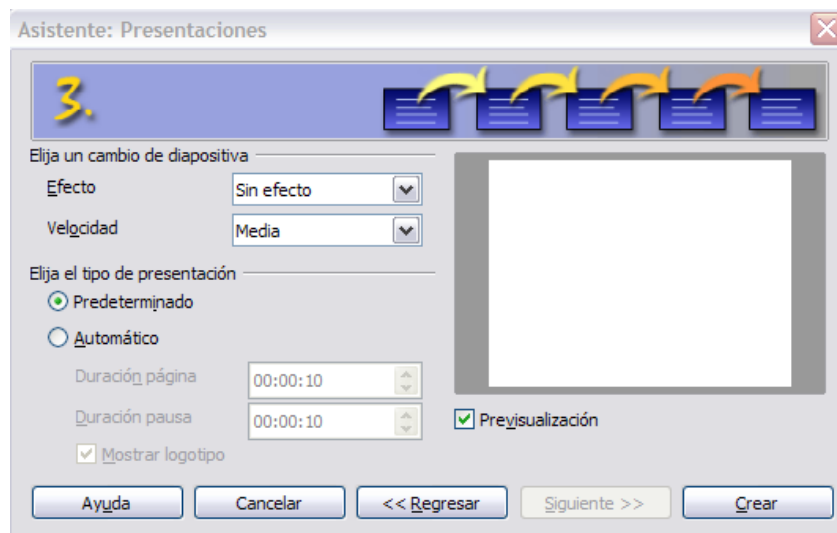 Asistente: Presentaciones
3.
Elija un cambio de diapositiva
Efecto Sin efecto
Velocidad Media
Elija el tipo de presentación
Predeterminado
Automático
Duración página 00:00:10
Duración pausa 00:00:10
Mostrar logotipo
Previsualización
Ayuda Cancelar << Regresar Siguiente >> Crear